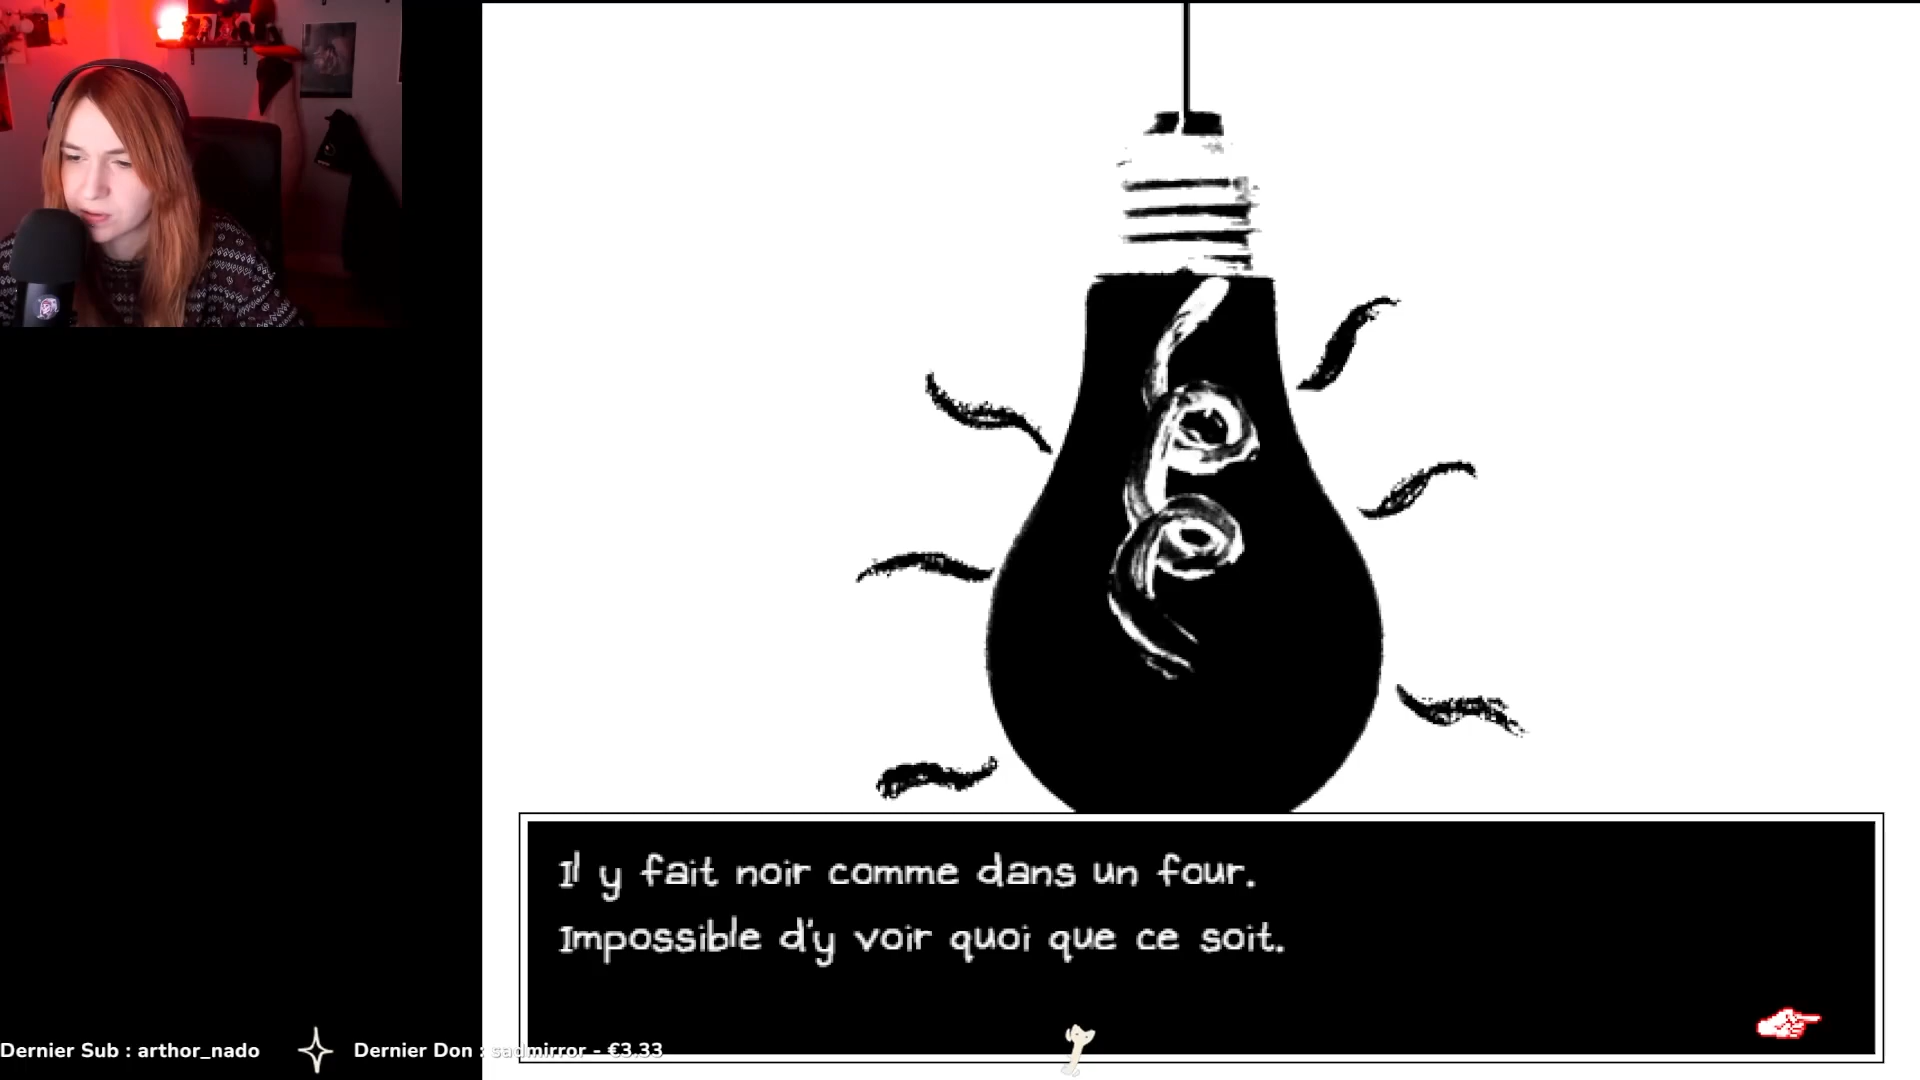 Il y fait noir comme dans un four.
Impossible d'y voir quoi que ce soit.
Dernier Sub : arthor_nado
Dernier Don : sadmirror - €3.33